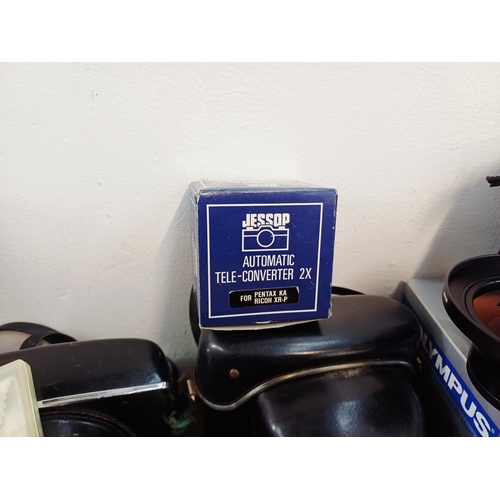 JESSOP
AUTOMATIC
TELE-CONVERTER 2X
FOR PENTAX KA
RICOH XR-P
OLYMPUS